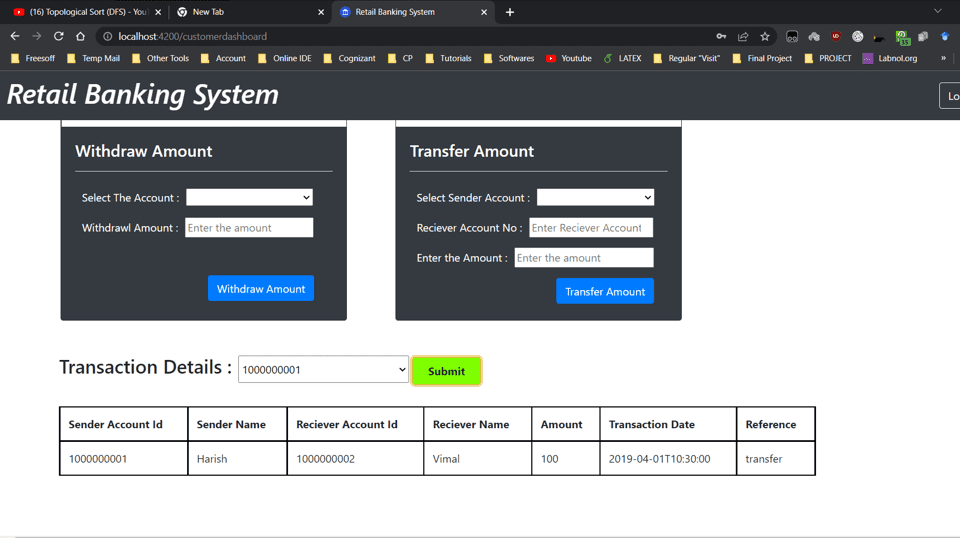 (16) Topological Sort (DFS) - You
New Tab
Retail Banking System
localhost:4200/customerdashboard
Freesoff
Temp Mail
Other Tools
Account
Online IDE
Cognizant
CP
Tutorials
Softwares
Youtube
LATEX
Regular "Visit"
Final Project
PROJECT
Labnol.org
»
Retail Banking System
Lo
Withdraw Amount
Select The Account :
Withdrawl Amount : Enter the amount
Withdraw Amount
Transfer Amount
Select Sender Account :
Reciever Account No : Enter Reciever Account
Enter the Amount : Enter the amount
Transfer Amount
Transaction Details : 1000000001 Submit
Sender Account Id Sender Name Reciever Account Id Reciever Name Amount Transaction Date Reference
1000000001 Harish 1000000002 Vimal 100 2019-04-01T10:30:00 transfer